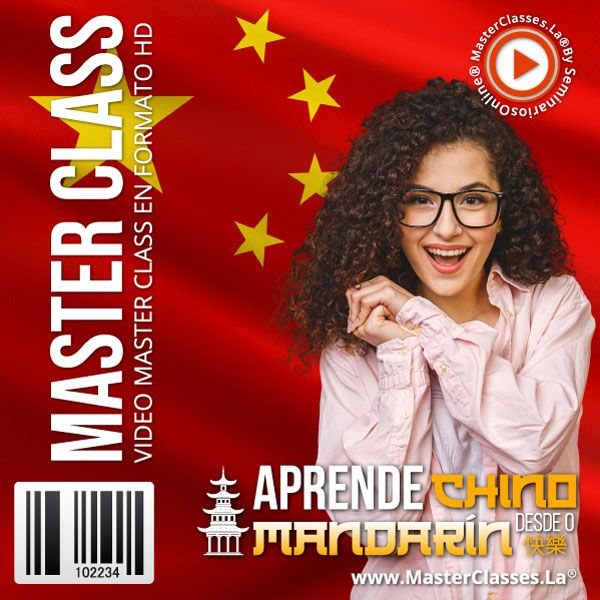 MASTER CLASS
VIDEO MASTER CLASS EN FORMATO HD
MasterClasses.La® By SeminariosOnline®
APRENDE CHINO
MANDARÍN DESDE 0
快樂
102234
www.MasterClasses.La®